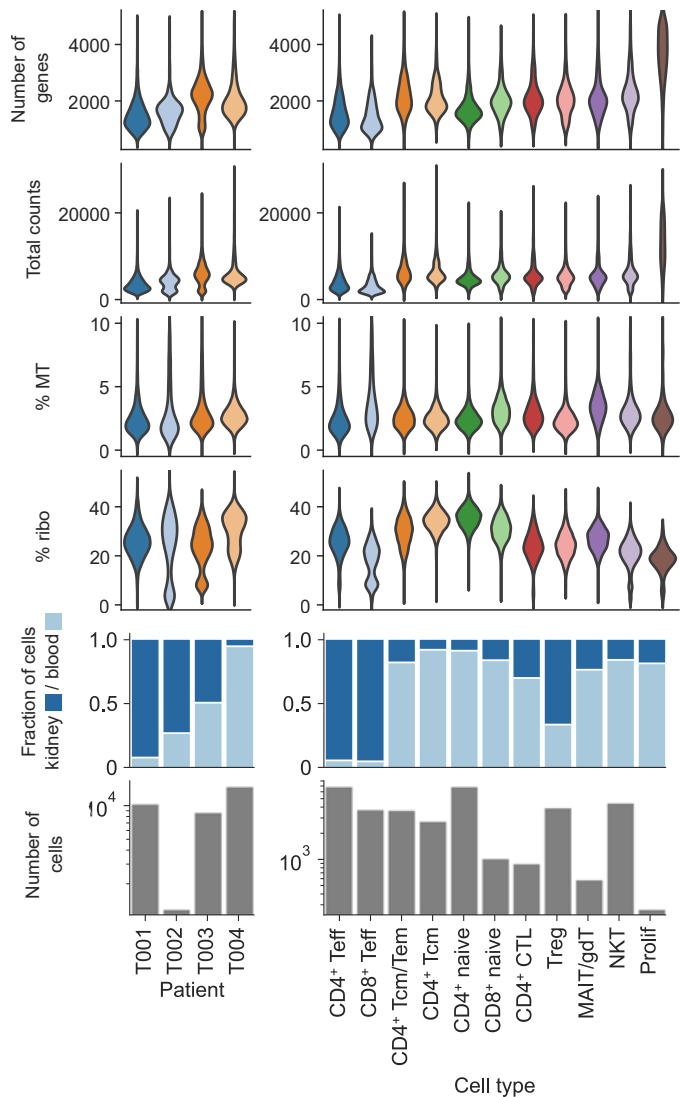 Number of
genes
4000
2000
4000
2000
Total counts
20000
0
20000
0
% MT
10
5
0
10
5
0
% ribo
40
20
0
40
20
0
Fraction of cells
kidney / blood
1.0
0.5
0
1.0
0.5
0
Number of
cells
10⁴
10³
T001
T002
T003
T004
Patient
CD4⁺ Teff
CD8⁺ Teff
CD4⁺ Tcm/Tem
CD4⁺ Tcm
CD4⁺ naive
CD8⁺ naive
CD4⁺ CTL
Treg
MAIT/gdT
NKT
Prolif
Cell type